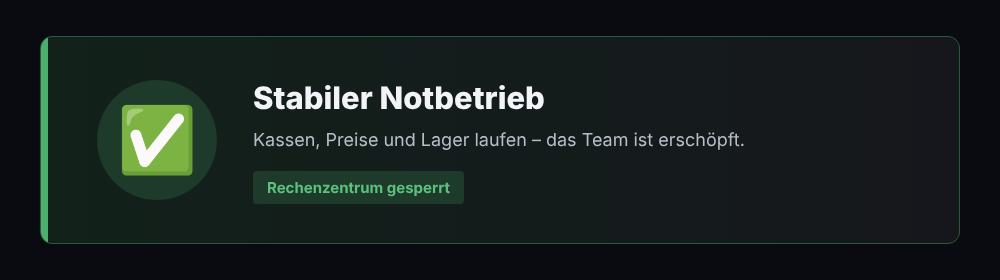 Stabiler Notbetrieb
Kassen, Preise und Lager laufen – das Team ist erschöpft.
Rechenzentrum gesperrt